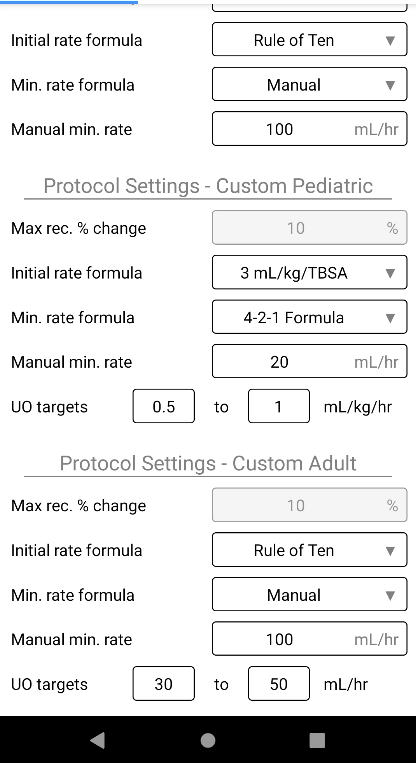 Initial rate formula Rule of Ten
Min. rate formula Manual
Manual min. rate 100 mL/hr
Protocol Settings - Custom Pediatric
Max rec. % change 10 %
Initial rate formula 3 mL/kg/TBSA
Min. rate formula 4-2-1 Formula
Manual min. rate 20 mL/hr
UO targets 0.5 to 1 mL/kg/hr
Protocol Settings - Custom Adult
Max rec. % change 10 %
Initial rate formula Rule of Ten
Min. rate formula Manual
Manual min. rate 100 mL/hr
UO targets 30 to 50 mL/hr